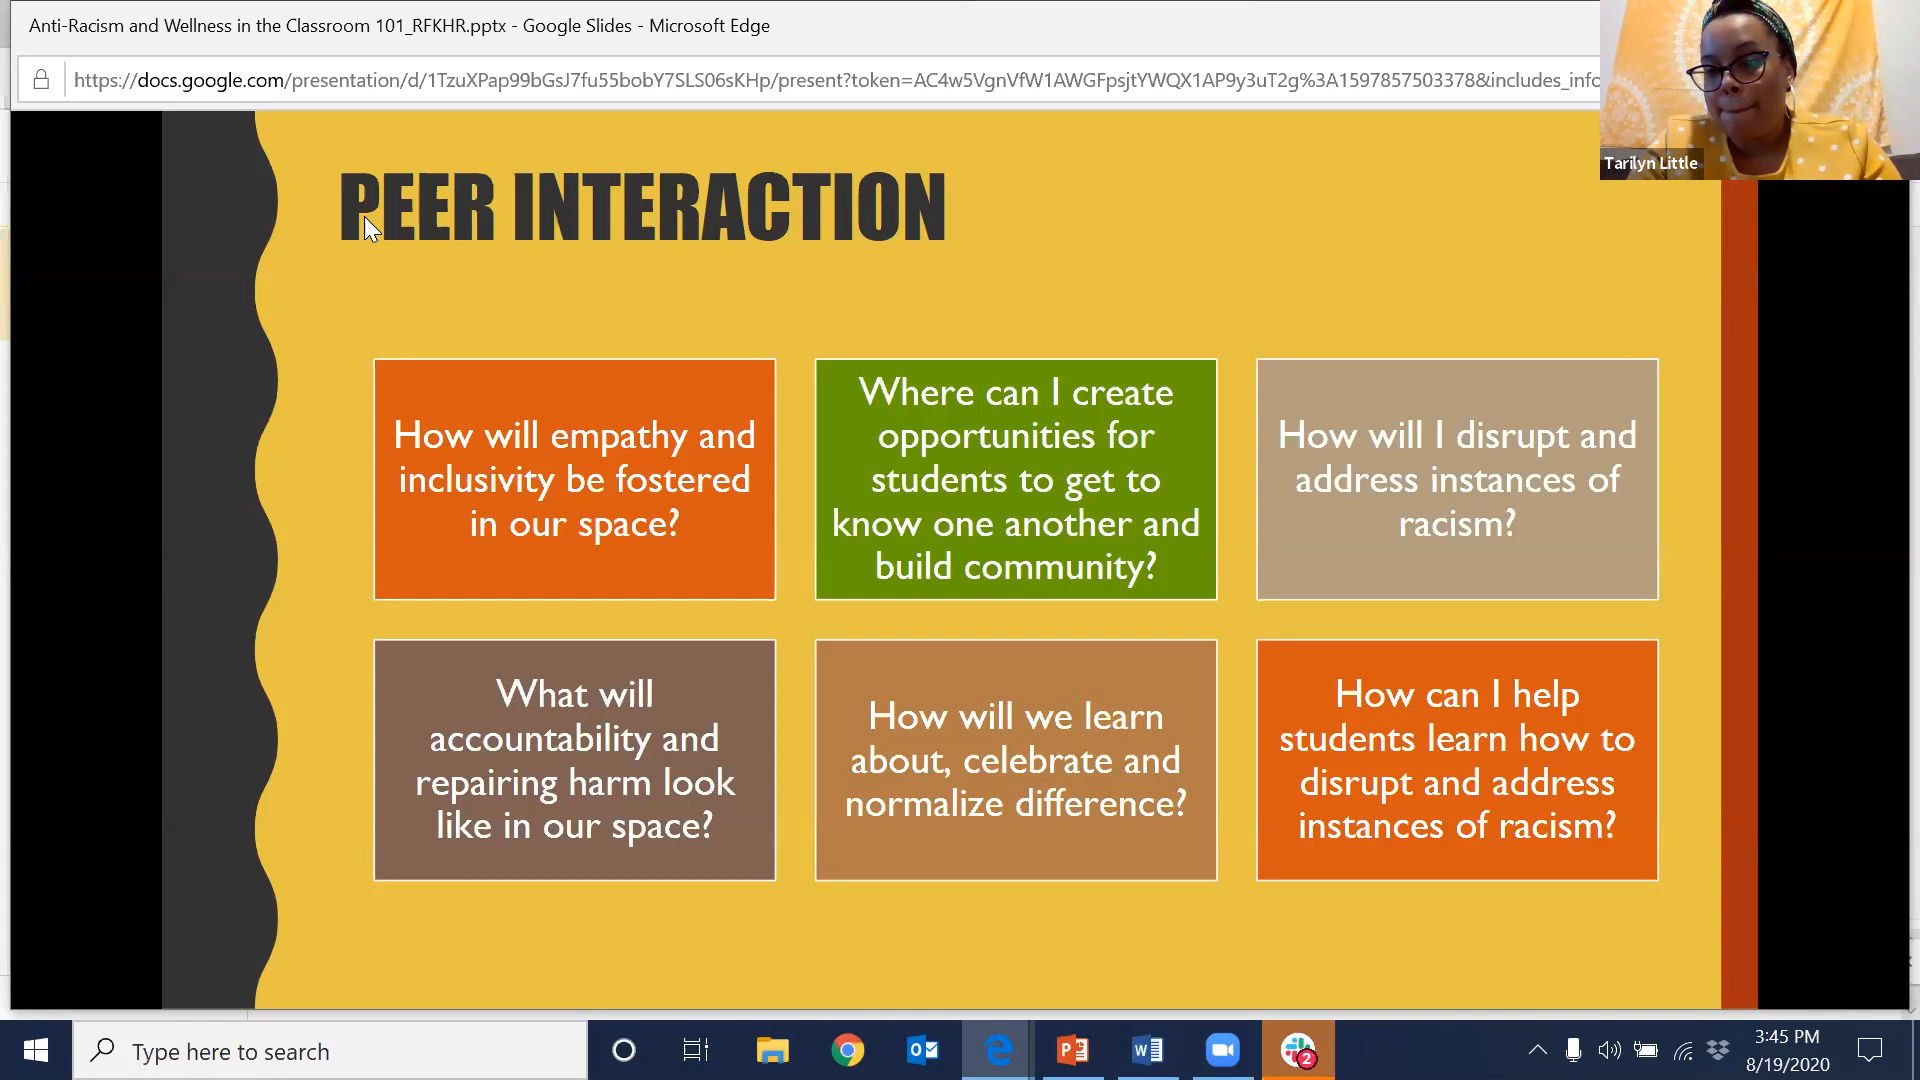 Anti-Racism and Wellness in the Classroom 101_RFKHR.pptx - Google Slides - Microsoft Edge
https://docs.google.com/presentation/d/1TzuXPap99bGsJ7fu55bobY7SLS06sKHp/present?token=AC4w5VgnVfW1AWGFpsjtYWQX1AP9y3uT2g%3A1597857503378&includes_info
Tarilyn Little
PEER INTERACTION
How will empathy and
inclusivity be fostered
in our space?
Where can I create
opportunities for
students to get to
know one another and
build community?
How will I disrupt and
address instances of
racism?
What will
accountability and
repairing harm look
like in our space?
How will we learn
about, celebrate and
normalize difference?
How can I help
students learn how to
disrupt and address
instances of racism?
Type here to search
2
3:45 PM
8/19/2020